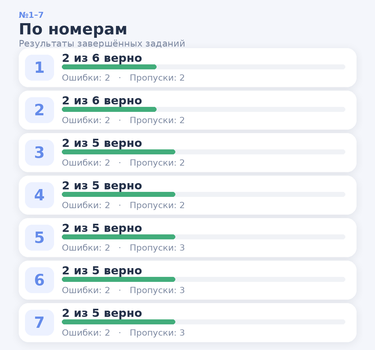 №1–7
По номерам
Результаты завершённых заданий
1
2 из 6 верно
Ошибки: 2 · Пропуски: 2
2
2 из 6 верно
Ошибки: 2 · Пропуски: 2
3
2 из 5 верно
Ошибки: 2 · Пропуски: 2
4
2 из 5 верно
Ошибки: 2 · Пропуски: 2
5
2 из 5 верно
Ошибки: 2 · Пропуски: 3
6
2 из 5 верно
Ошибки: 2 · Пропуски: 3
7
2 из 5 верно
Ошибки: 2 · Пропуски: 3